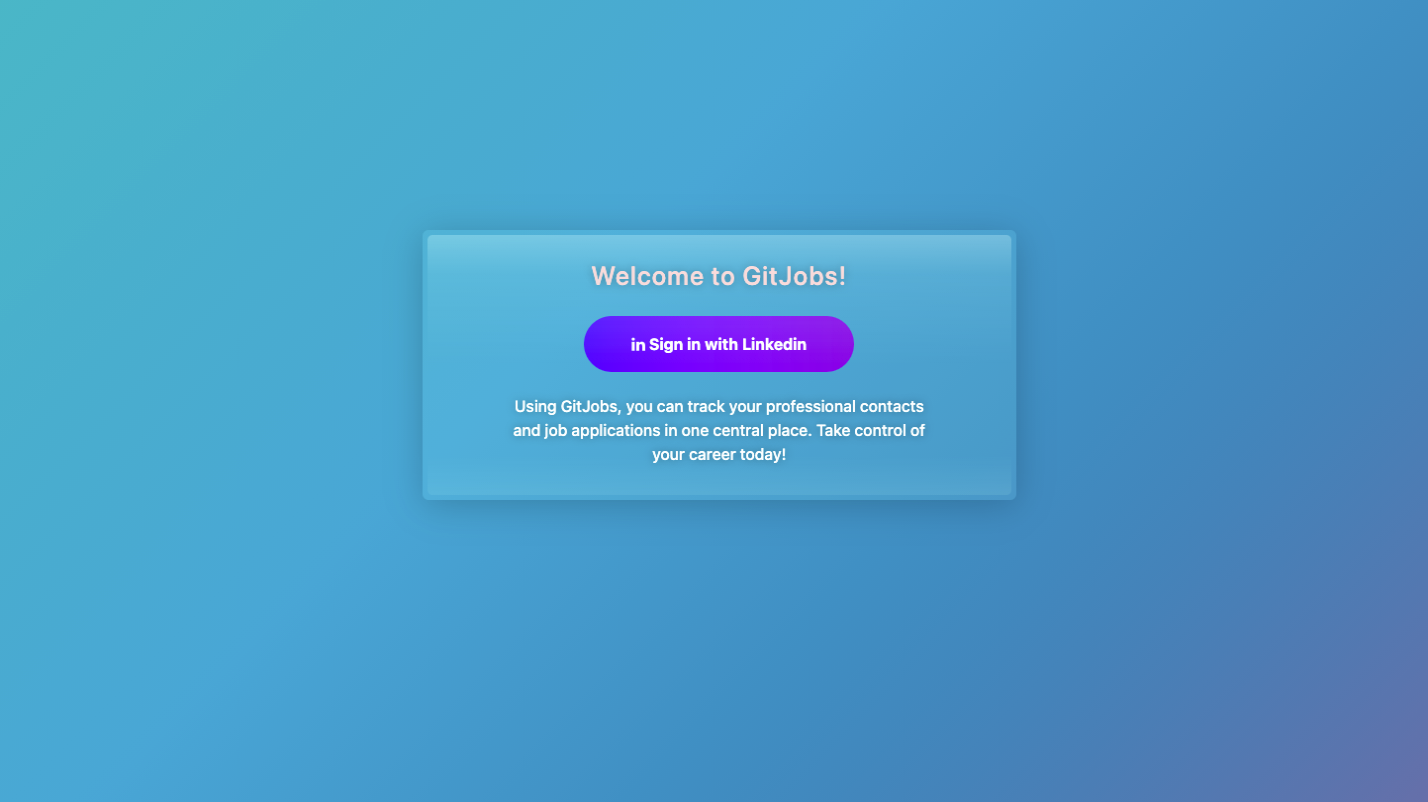 Welcome to GitJobs!
in Sign in with Linkedin
Using GitJobs, you can track your professional contacts
and job applications in one central place. Take control of
your career today!